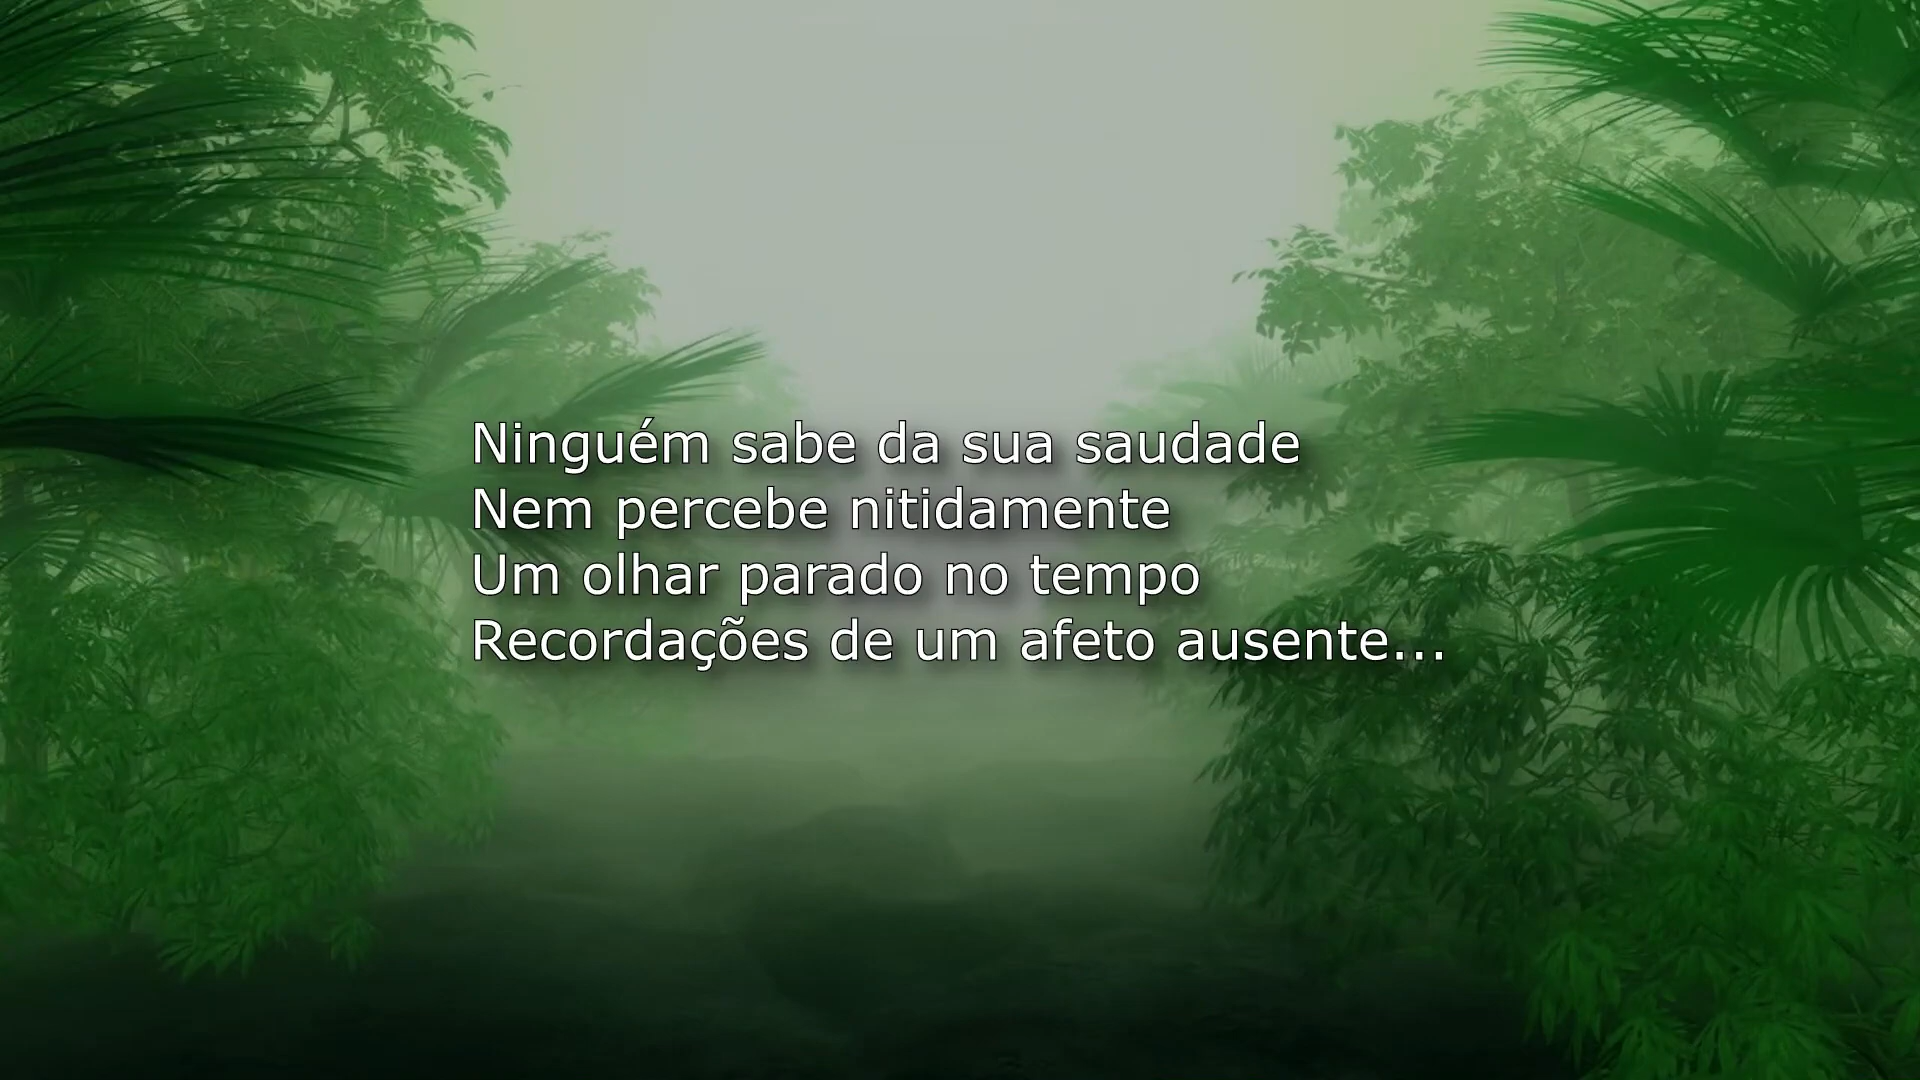 Ninguém sabe da sua saudade
Nem percebe nitidamente
Um olhar parado no tempo
Recordações de um afeto ausente...